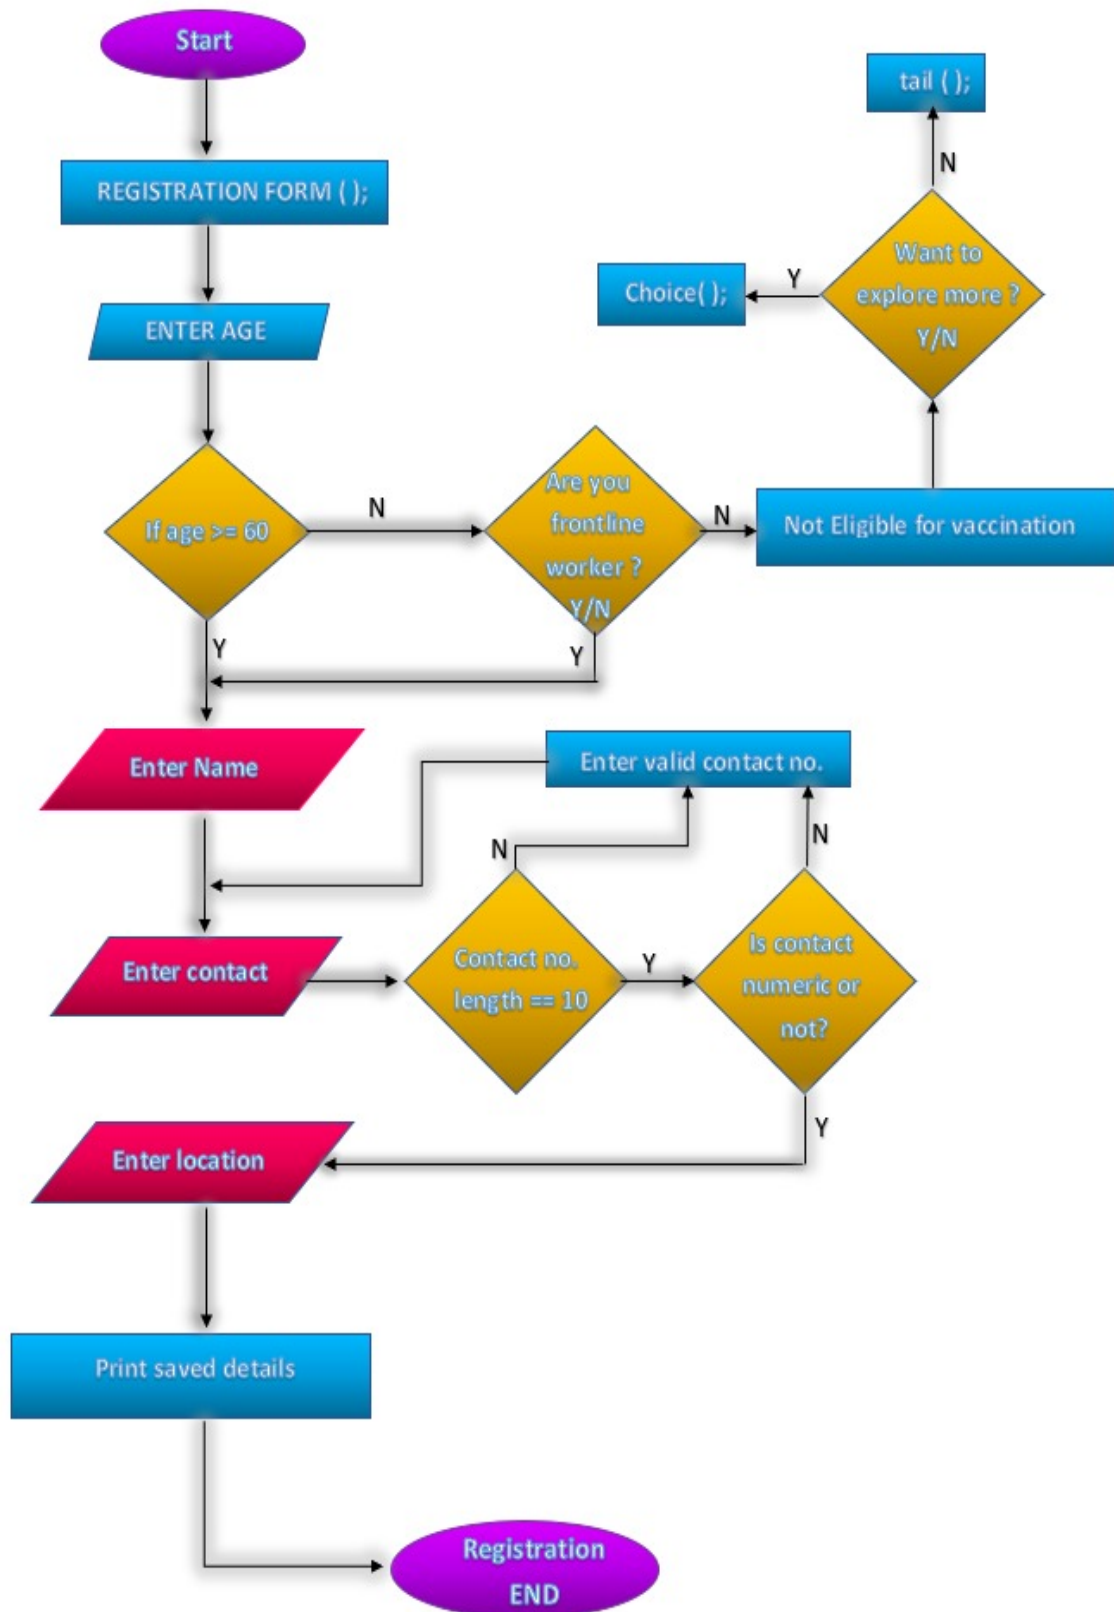 Start
tail ( );
N
REGISTRATION FORM ( );
Want to
explore more ?
Y/N
Y
Choice( );
ENTER AGE
If age >= 60
N
Are you
frontline
worker ?
Y/N
N
Not Eligible for vaccination
Y
Y
Enter Name
Enter valid contact no.
N
N
Enter contact
Contact no.
length == 10
Y
Is contact
numeric or
not?
Y
Enter location
Print saved details
Registration
END